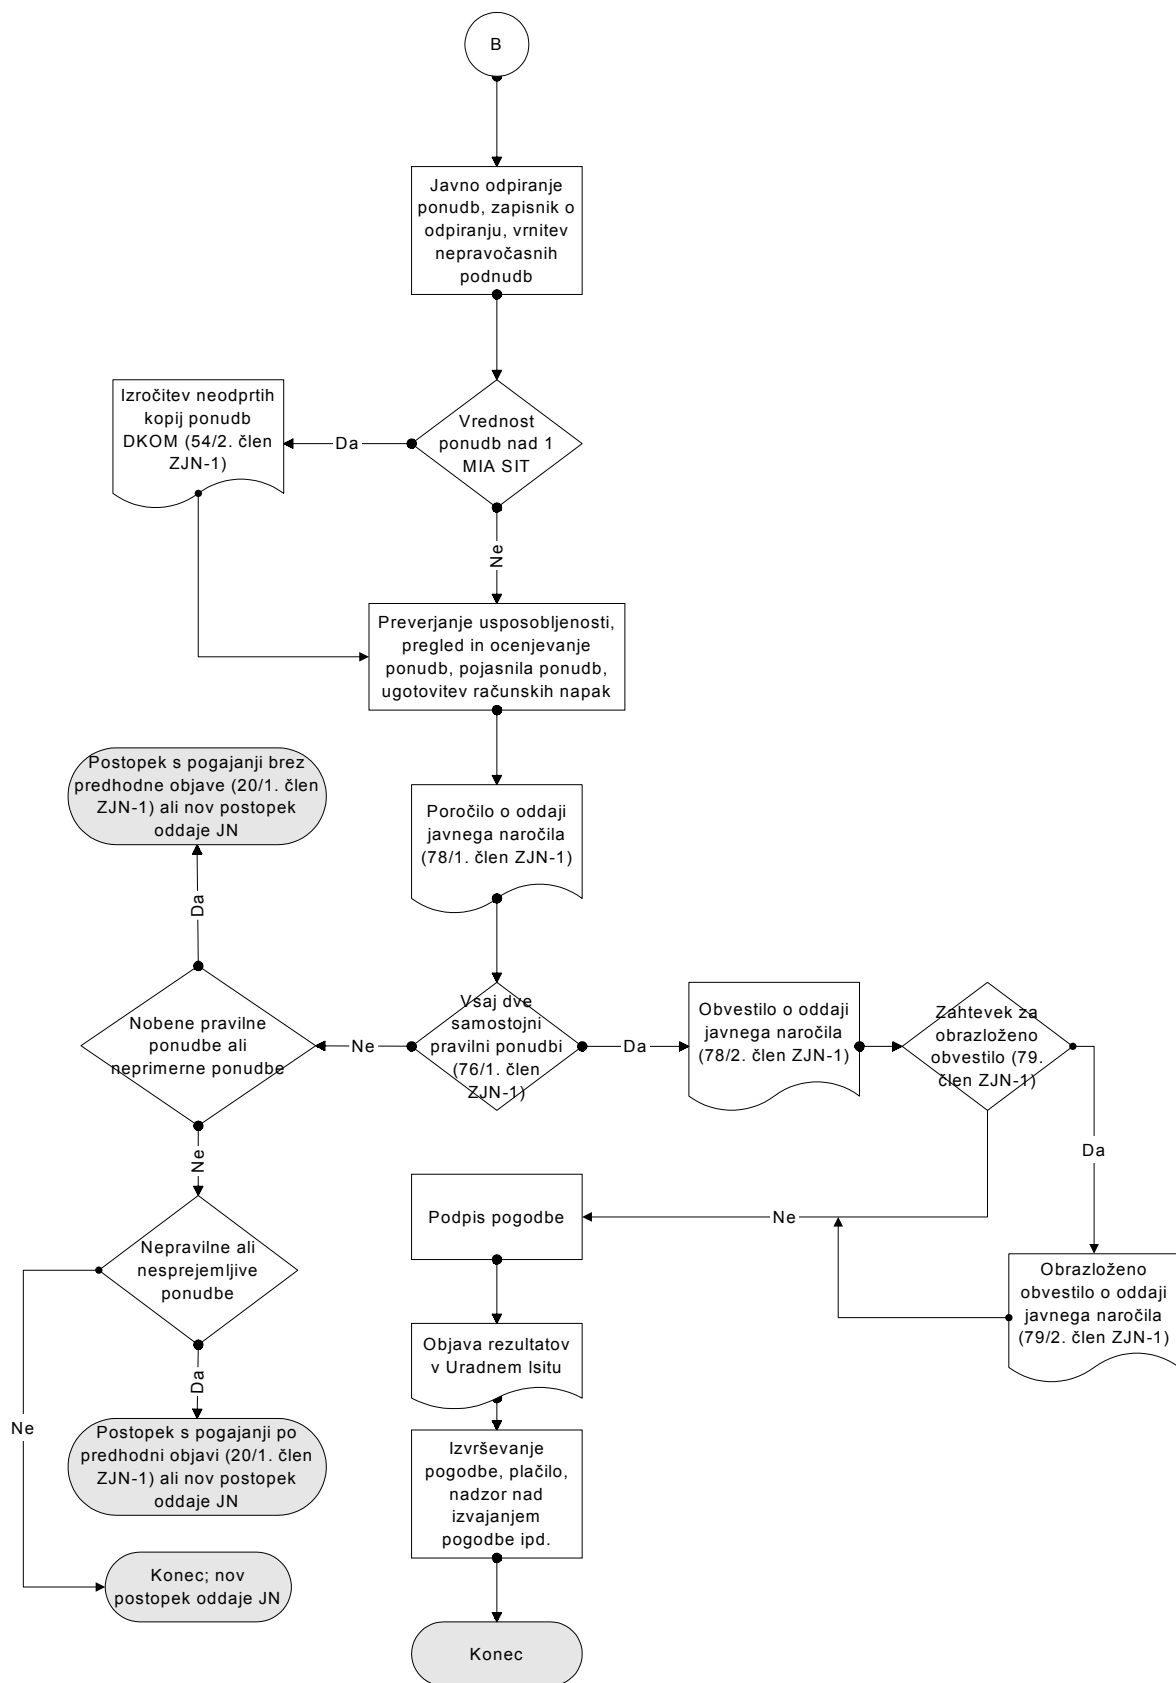 B
Javno odpiranje
ponudb, zapisnik o
odpiranju, vrnitev
nepravočasnih
podnudb
Izročitev neodprtih
kopij ponudb
DKOM (54/2. člen
ZJN-1)
Da
Vrednost
ponudb nad 1
MIA SIT
Ne
Preverjanje usposobljenosti,
pregled in ocenjevanje
ponudb, pojasnila ponudb,
ugotovitev računskih napak
Postopek s pogajanji brez
predhodne objave (20/1. člen
ZJN-1) ali nov postopek
oddaje JN
Poročilo o oddaji
javnega naročila
(78/1. člen ZJN-1)
Da
Nobene pravilne
ponudbe ali
neprimerne ponudbe
Ne
Vsaj dve
samostojni
pravilni ponudbi
(76/1. člen
ZJN-1)
Da
Obvestilo o oddaji
javnega naročila
(78/2. člen ZJN-1)
Zahtevek za
obrazloženo
obvestilo (79.
člen ZJN-1)
Da
Ne
Podpis pogodbe
Ne
Nepravilne ali
nesprejemljive
ponudbe
Obrazloženo
obvestilo o oddaji
javnega naročila
(79/2. člen ZJN-1)
Objava rezultatov
v Uradnem lsitu
Da
Ne
Postopek s pogajanji po
predhodni objavi (20/1. člen
ZJN-1) ali nov postopek
oddaje JN
Izvrševanje
pogodbe, plačilo,
nadzor nad
izvajanjem
pogodbe ipd.
Konec; nov
postopek oddaje JN
Konec